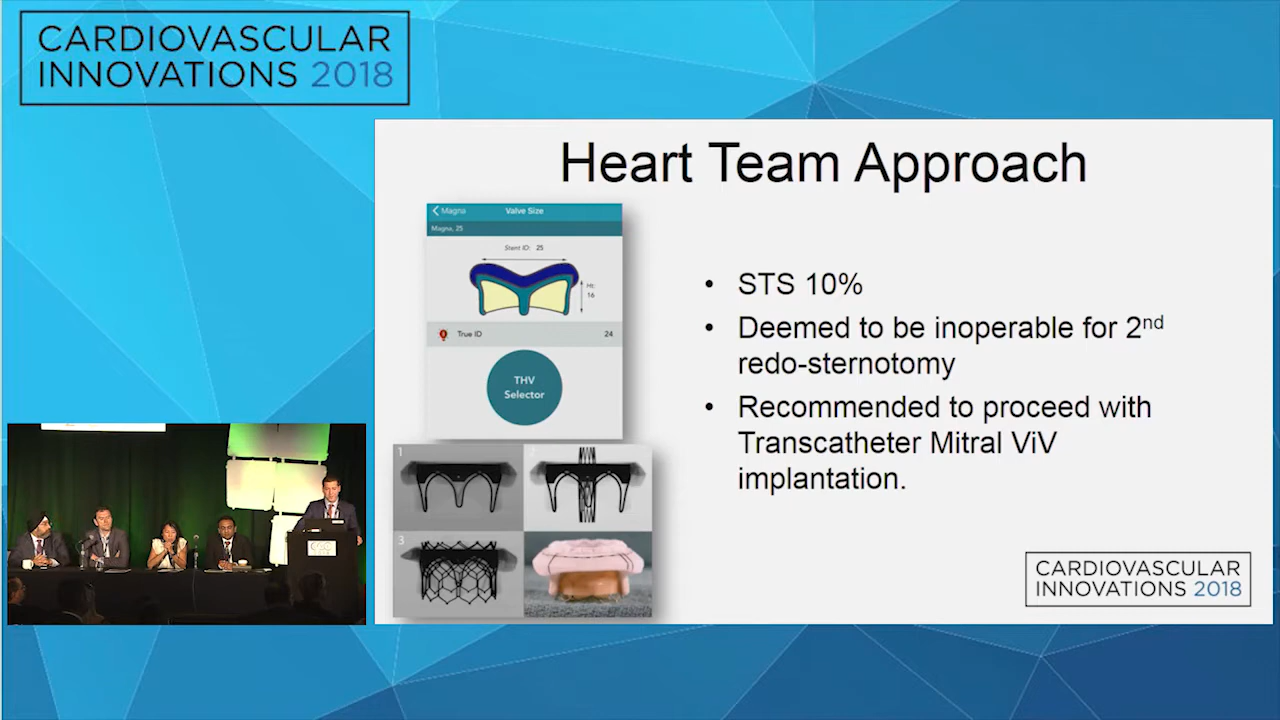 CARDIOVASCULAR
INNOVATIONS 2018
Heart Team Approach
Magna
Valve Size
Magna, 25
Stent ID: 25
Ht:
16
True ID
24
THV
Selector
1
2
3
• STS 10%
• Deemed to be inoperable for 2nd
redo-sternotomy
• Recommended to proceed with
Transcatheter Mitral ViV
implantation.
CARDIOVASCULAR
INNOVATIONS 2018